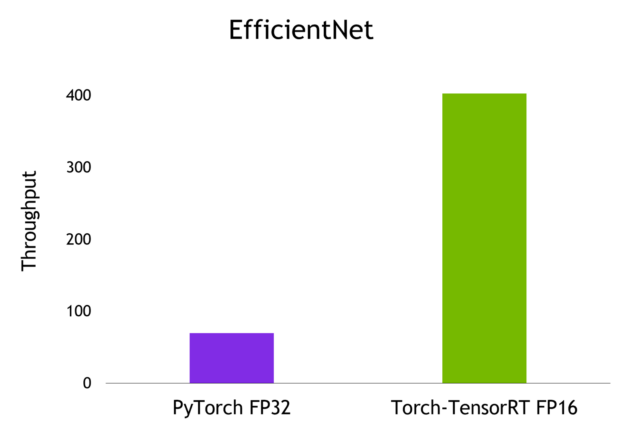 EfficientNet
Throughput
400
300
200
100
0
PyTorch FP32
Torch-TensorRT FP16